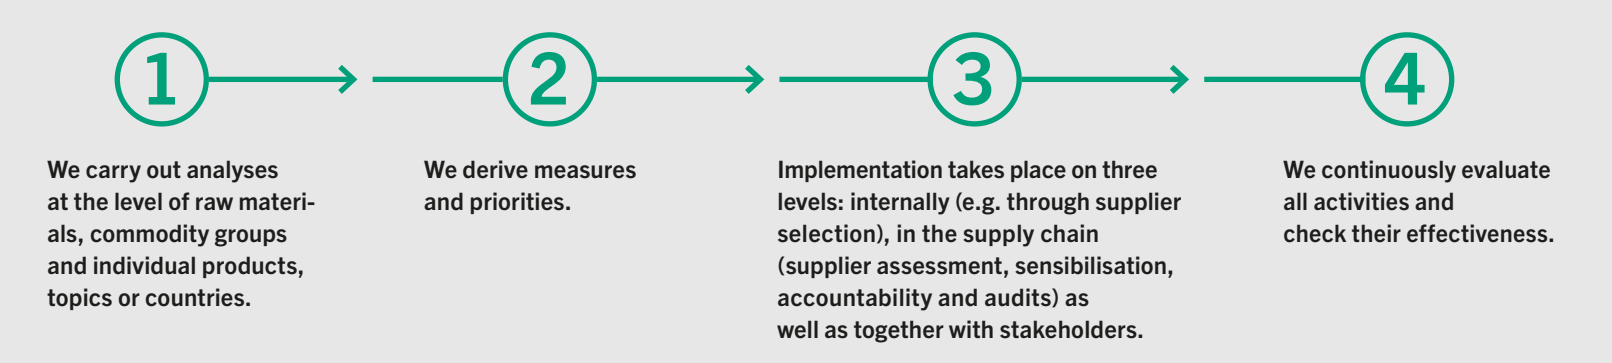 1
We carry out analyses
at the level of raw materi-
als, commodity groups
and individual products,
topics or countries.
2
We derive measures
and priorities.
3
Implementation takes place on three
levels: internally (e.g. through supplier
selection), in the supply chain
(supplier assessment, sensibilisation,
accountability and audits) as
well as together with stakeholders.
4
We continuously evaluate
all activities and
check their effectiveness.